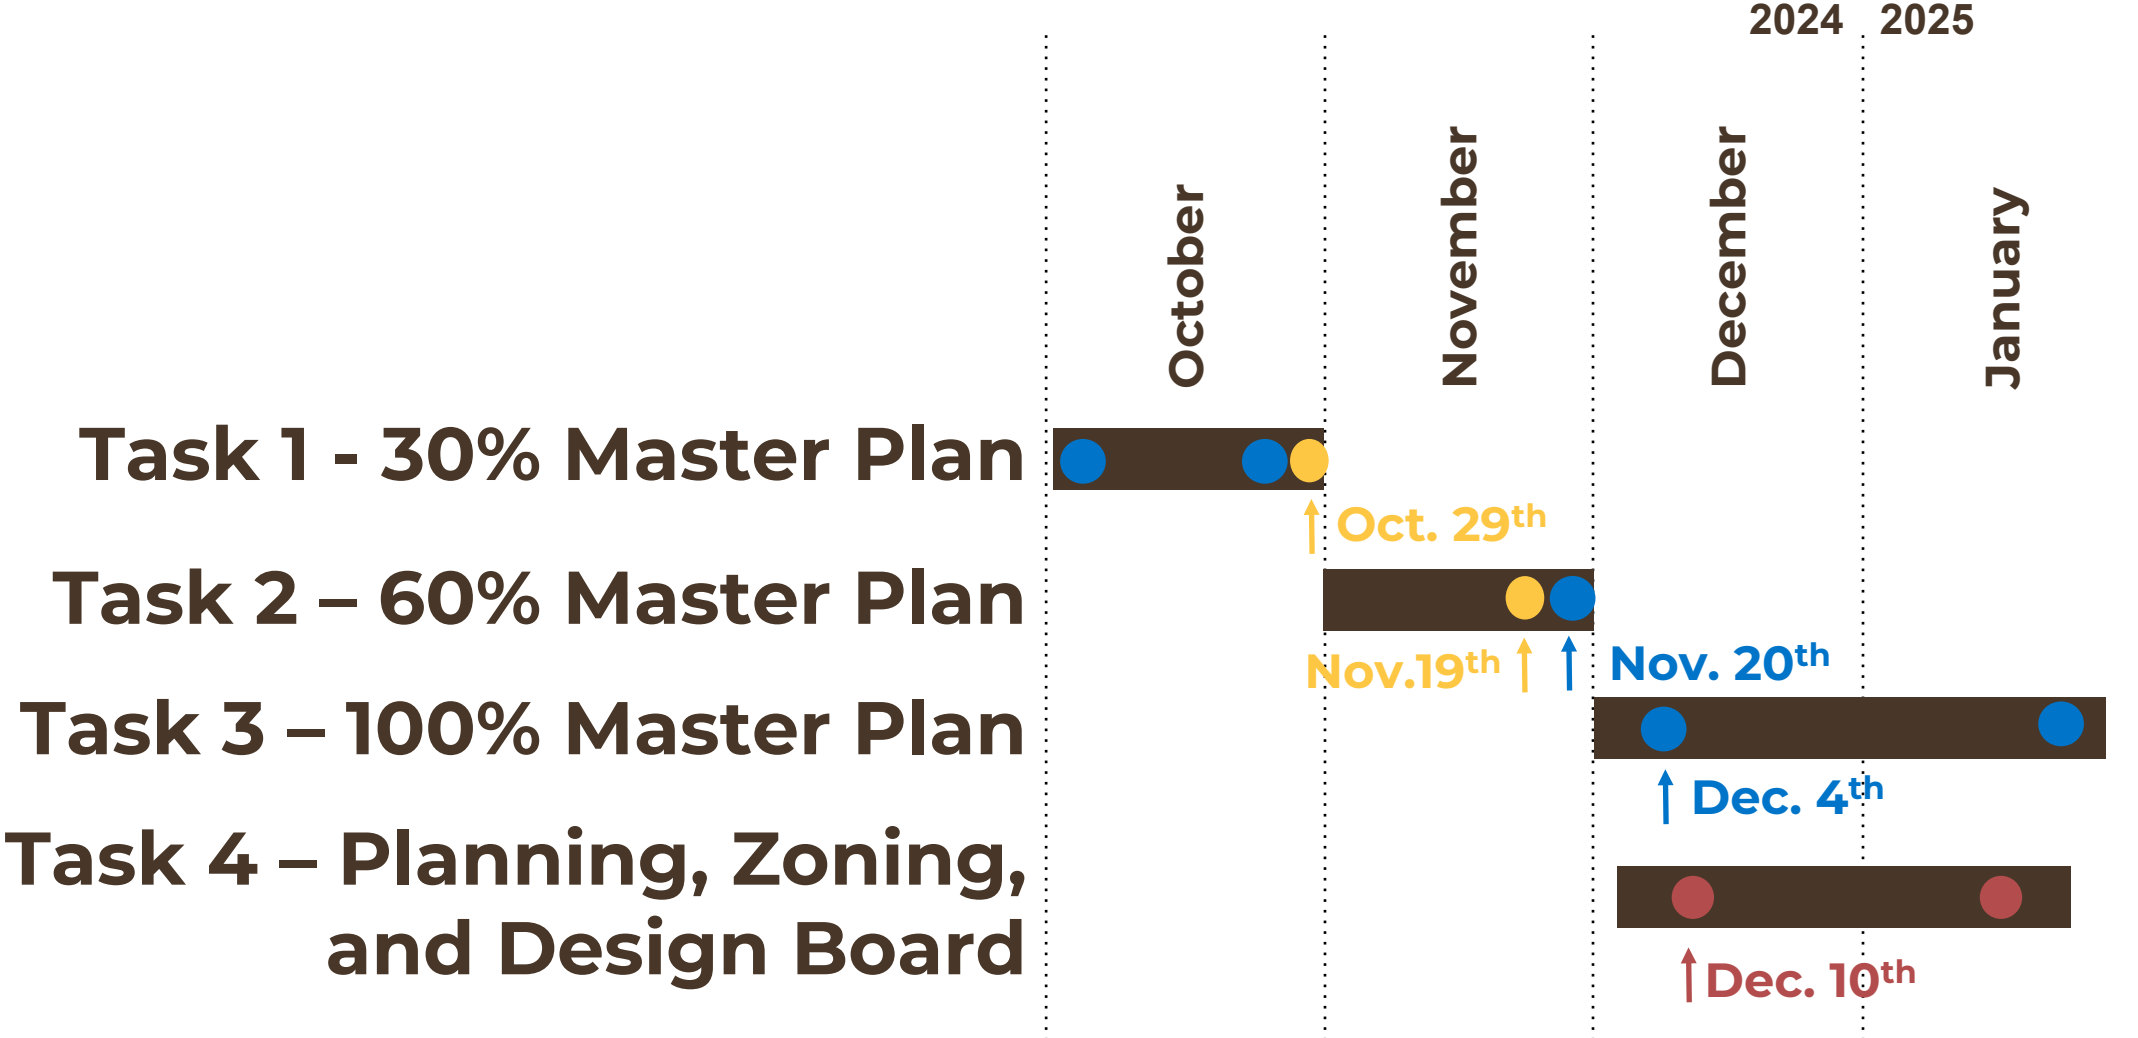 2024 2025
October
November
December
January
Task 1 - 30% Master Plan
Oct. 29th
Task 2 – 60% Master Plan
Nov.19th
Nov. 20th
Task 3 – 100% Master Plan
Dec. 4th
Task 4 – Planning, Zoning,
and Design Board
Dec. 10th